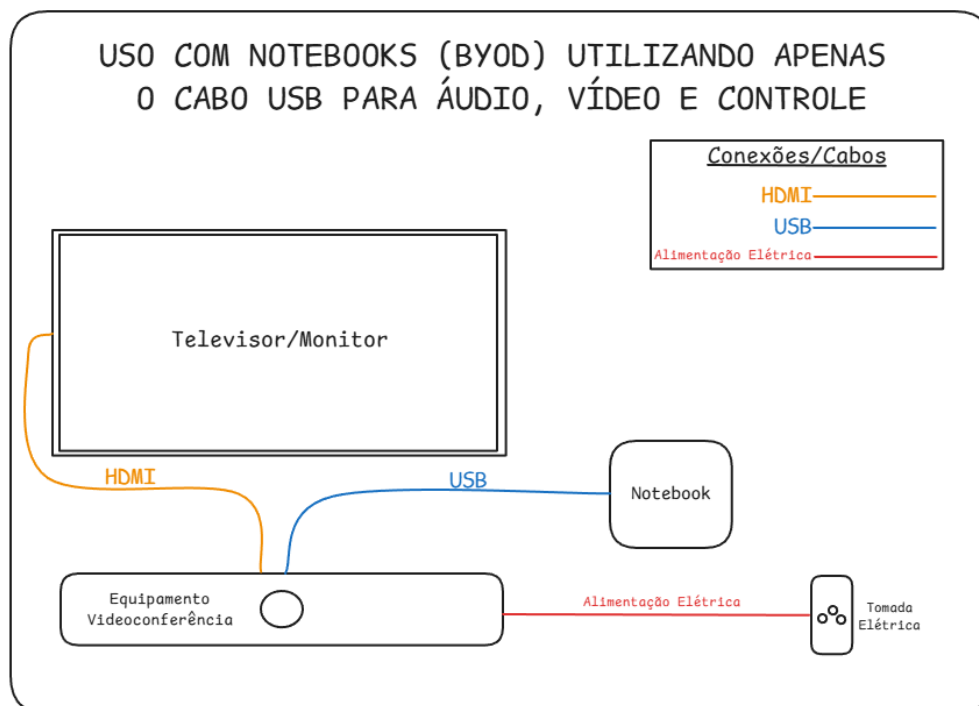 USO COM NOTEBOOKS (BYOD) UTILIZANDO APENAS
O CABO USB PARA ÁUDIO, VÍDEO E CONTROLE
Conexões/Cabos
HDMI
USB
Alimentação Elétrica
Televisor/Monitor
HDMI
USB
Notebook
Equipamento
Videoconferência
Alimentação Elétrica
Tomada
Elétrica